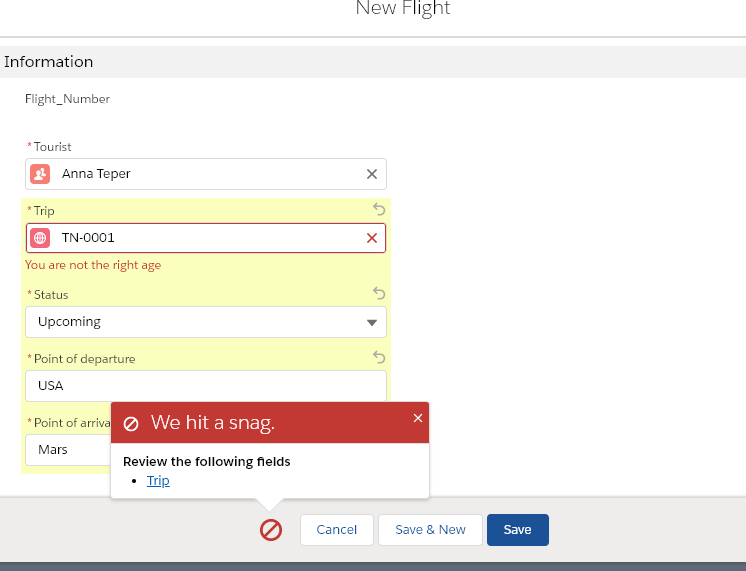 New Flight
Information
Flight_Number
* Tourist
Anna Teper
* Trip
TN-0001
You are not the right age
* Status
Upcoming
* Point of departure
USA
* Point of arriva
Mars
We hit a snag.
Review the following fields
• Trip
Cancel
Save & New
Save